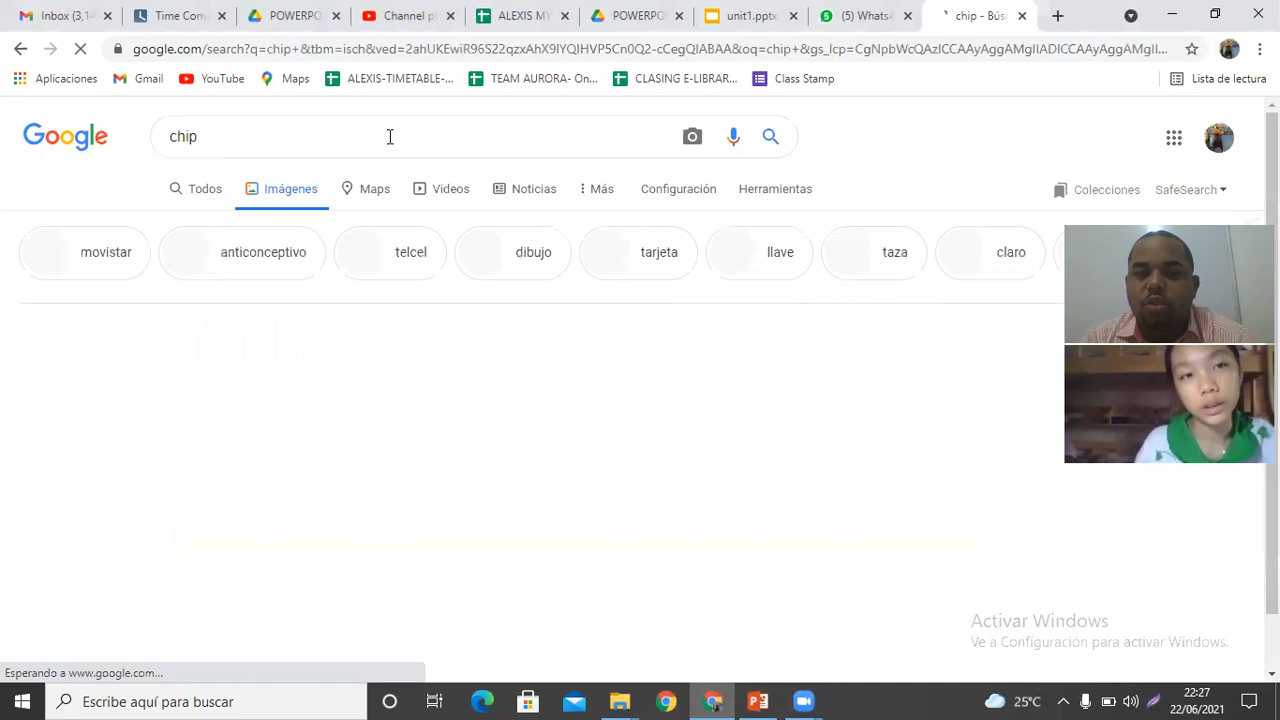 Inbox (3,14
Time Conv
POWERPO
Channel p
ALEXIS MY
POWERPO
unit1.pptx
(5) WhatsA
chip - Bús
google.com/search?q=chip+&tbm=isch&ved=2ahUKEwiR96S22qzxAhX9lYQIHVP5Cn0Q2-cCegQIABAA&oq=chip+&gs_lcp=CgNpbWcQAzICCAAyAggAMgIIADICCAAyAggAMgIIADICCAAyAggAMgII...
Aplicaciones
Gmail
YouTube
Maps
ALEXIS-TIMETABLE-...
TEAM AURORA- On...
CLASING E-LIBRAR...
Class Stamp
Lista de lectura
Google
chip
Todos
Imágenes
Maps
Videos
Noticias
Más
Configuración
Herramientas
Colecciones
SafeSearch
movistar
anticonceptivo
telcel
dibujo
tarjeta
llave
taza
claro
Activar Windows
Ve a Configuración para activar Windows.
Esperando a www.google.com...
Escribe aquí para buscar
25°C
22:27
22/06/2021